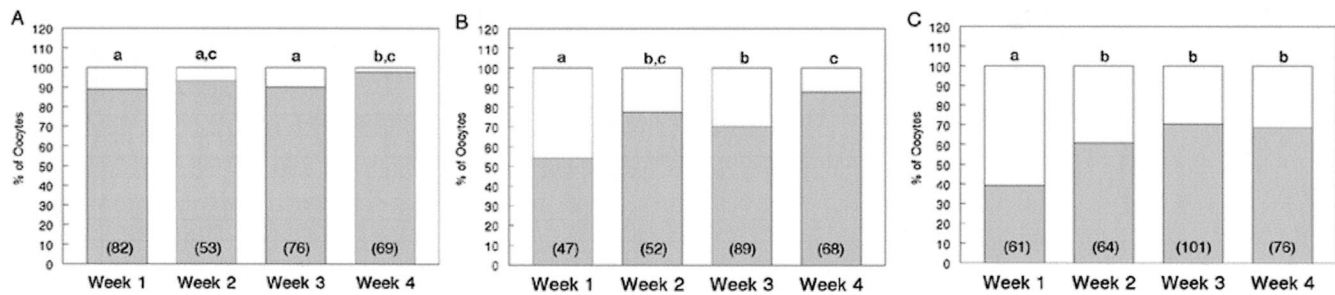 A
% of Oocytes
120
110
100
90
80
70
60
50
40
30
20
10
0
a
a,c
a
b,c
(82)
(53)
(76)
(69)
Week 1
Week 2
Week 3
Week 4
B
% of Oocytes
120
110
100
90
80
70
60
50
40
30
20
10
0
a
b,c
b
c
(47)
(52)
(89)
(68)
Week 1
Week 2
Week 3
Week 4
C
% of Oocytes
120
110
100
90
80
70
60
50
40
30
20
10
0
a
b
b
b
(61)
(64)
(101)
(76)
Week 1
Week 2
Week 3
Week 4